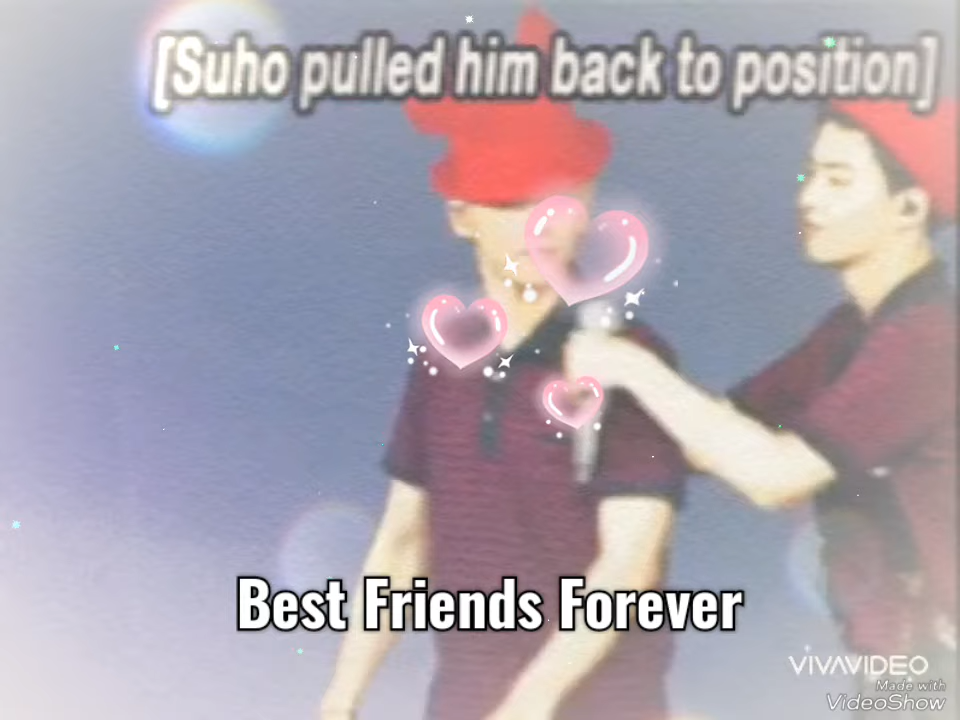 [Suho pulled him back to position]
Best Friends Forever
VIVAVIDEO
Made with
VideoShow